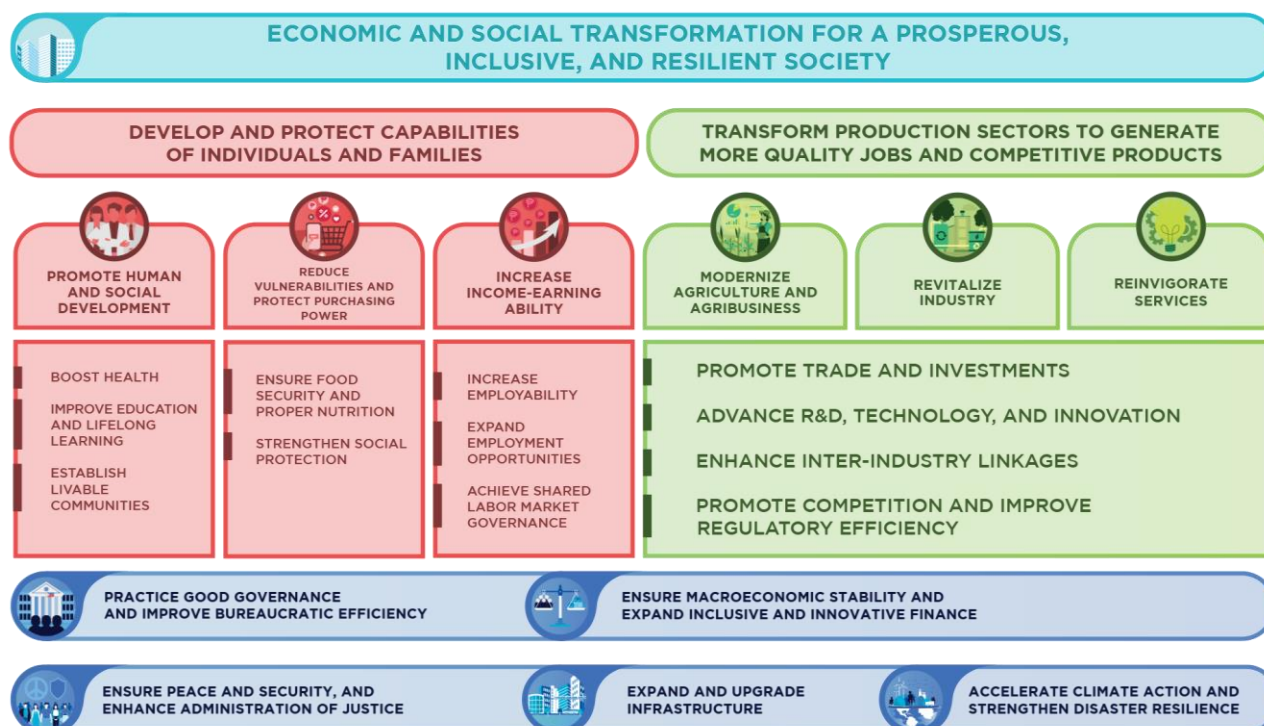 ECONOMIC AND SOCIAL TRANSFORMATION FOR A PROSPEROUS,
INCLUSIVE, AND RESILIENT SOCIETY
DEVELOP AND PROTECT CAPABILITIES
OF INDIVIDUALS AND FAMILIES
TRANSFORM PRODUCTION SECTORS TO GENERATE
MORE QUALITY JOBS AND COMPETITIVE PRODUCTS
PROMOTE HUMAN
AND SOCIAL
DEVELOPMENT
REDUCE
VULNERABILITIES AND
PROTECT PURCHASING
POWER
INCREASE
INCOME-EARNING
ABILITY
MODERNIZE
AGRICULTURE AND
AGRIBUSINESS
REVITALIZE
INDUSTRY
REINVIGORATE
SERVICES
BOOST HEALTH
IMPROVE EDUCATION
AND LIFELONG
LEARNING
ESTABLISH
LIVABLE
COMMUNITIES
ENSURE FOOD
SECURITY AND
PROPER NUTRITION
STRENGTHEN SOCIAL
PROTECTION
INCREASE
EMPLOYABILITY
EXPAND
EMPLOYMENT
OPPORTUNITIES
ACHIEVE SHARED
LABOR MARKET
GOVERNANCE
PROMOTE TRADE AND INVESTMENTS
ADVANCE R&D, TECHNOLOGY, AND INNOVATION
ENHANCE INTER-INDUSTRY LINKAGES
PROMOTE COMPETITION AND IMPROVE
REGULATORY EFFICIENCY
PRACTICE GOOD GOVERNANCE
AND IMPROVE BUREAUCRATIC EFFICIENCY
ENSURE MACROECONOMIC STABILITY AND
EXPAND INCLUSIVE AND INNOVATIVE FINANCE
ENSURE PEACE AND SECURITY, AND
ENHANCE ADMINISTRATION OF JUSTICE
EXPAND AND UPGRADE
INFRASTRUCTURE
ACCELERATE CLIMATE ACTION AND
STRENGTHEN DISASTER RESILIENCE